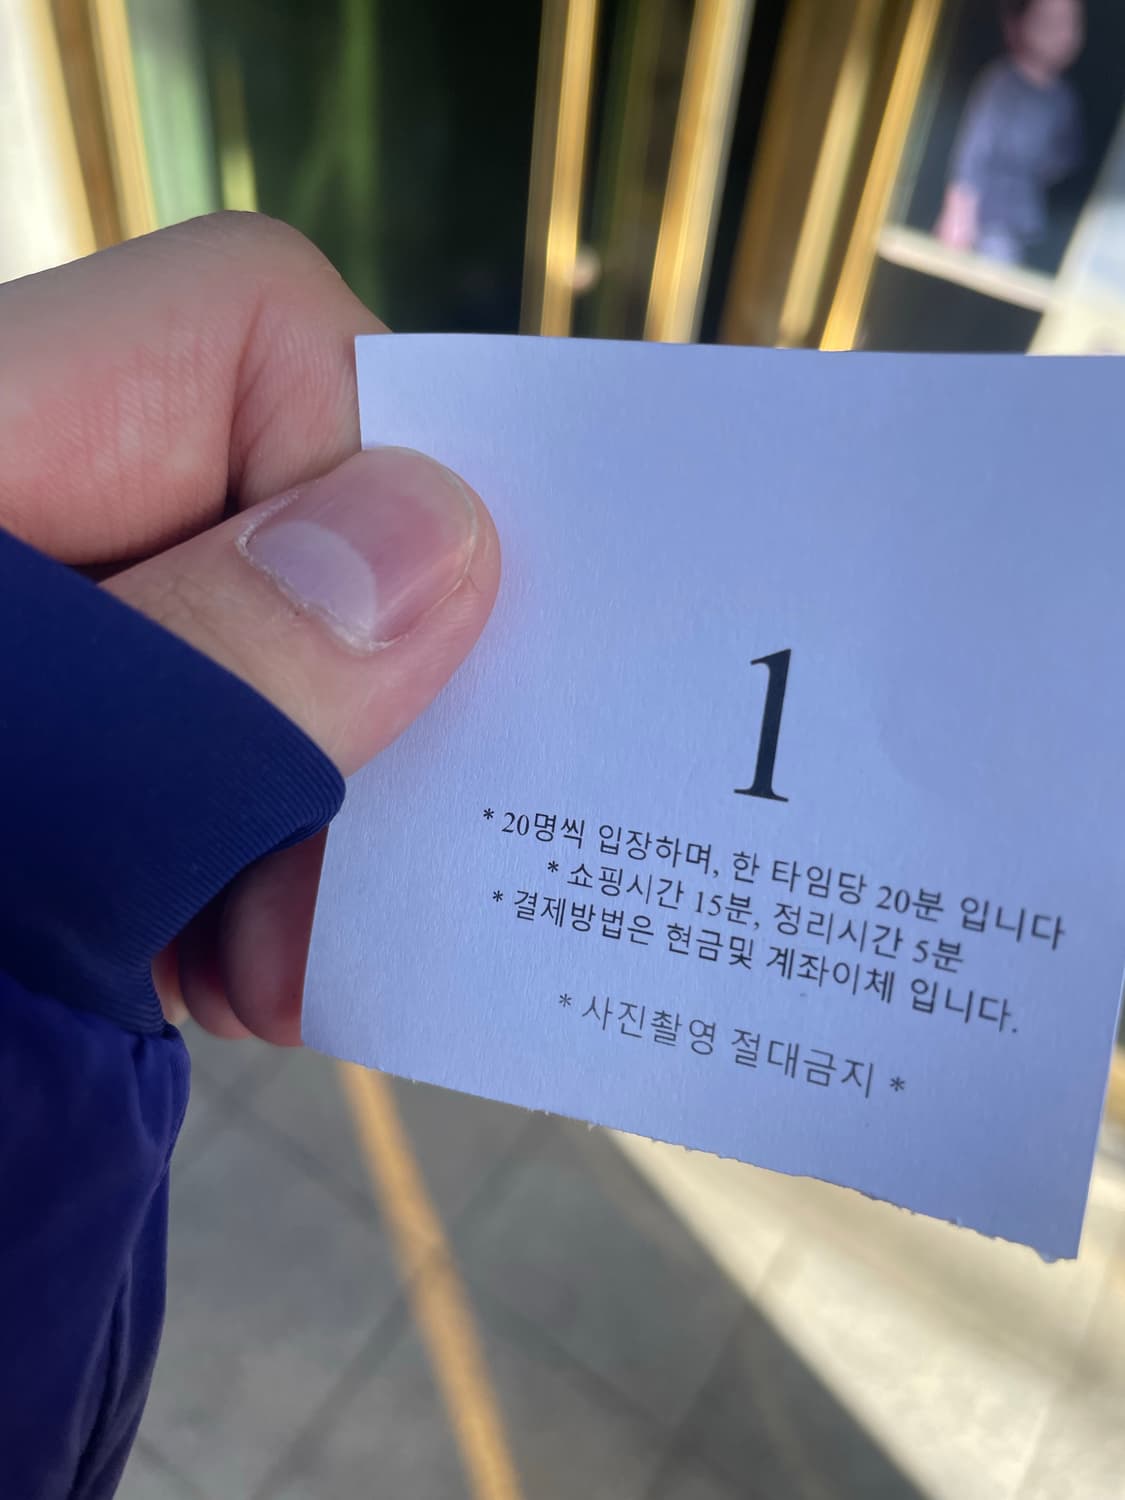 1
* 20명씩 입장하며, 한 타임당 20분 입니다
* 쇼핑시간 15분, 정리시간 5분
* 결제방법은 현금및 계좌이체 입니다.
* 사진촬영 절대금지 *